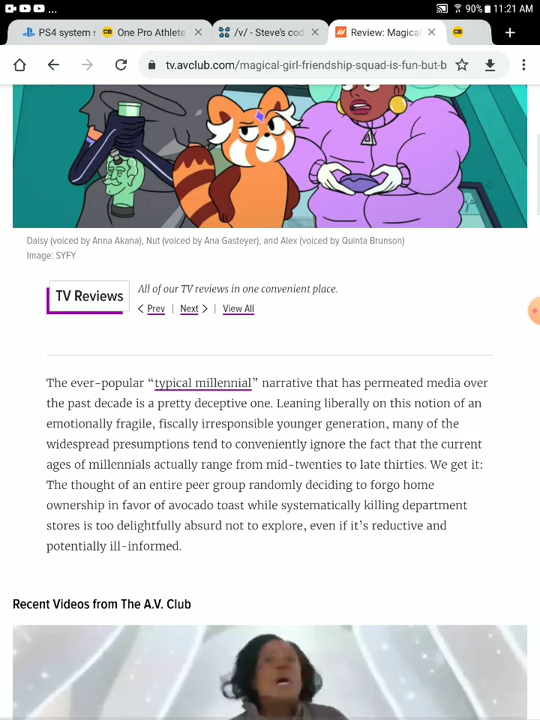 ...
90%
11:21 AM
PS4 system s
CB One Pro Athlete
/v/ - Steve's cod
AV Review: Magical
CB
tv.avclub.com/magical-girl-friendship-squad-is-fun-but-b
Daisy (voiced by Anna Akana), Nut (voiced by Ana Gasteyer), and Alex (voiced by Quinta Brunson)
Image: SYFY
TV Reviews
All of our TV reviews in one convenient place.
< Prev | Next > | View All
The ever-popular “typical millennial” narrative that has permeated media over
the past decade is a pretty deceptive one. Leaning liberally on this notion of an
emotionally fragile, fiscally irresponsible younger generation, many of the
widespread presumptions tend to conveniently ignore the fact that the current
ages of millennials actually range from mid-twenties to late thirties. We get it:
The thought of an entire peer group randomly deciding to forgo home
ownership in favor of avocado toast while systematically killing department
stores is too delightfully absurd not to explore, even if it’s reductive and
potentially ill-informed.
Recent Videos from The A.V. Club